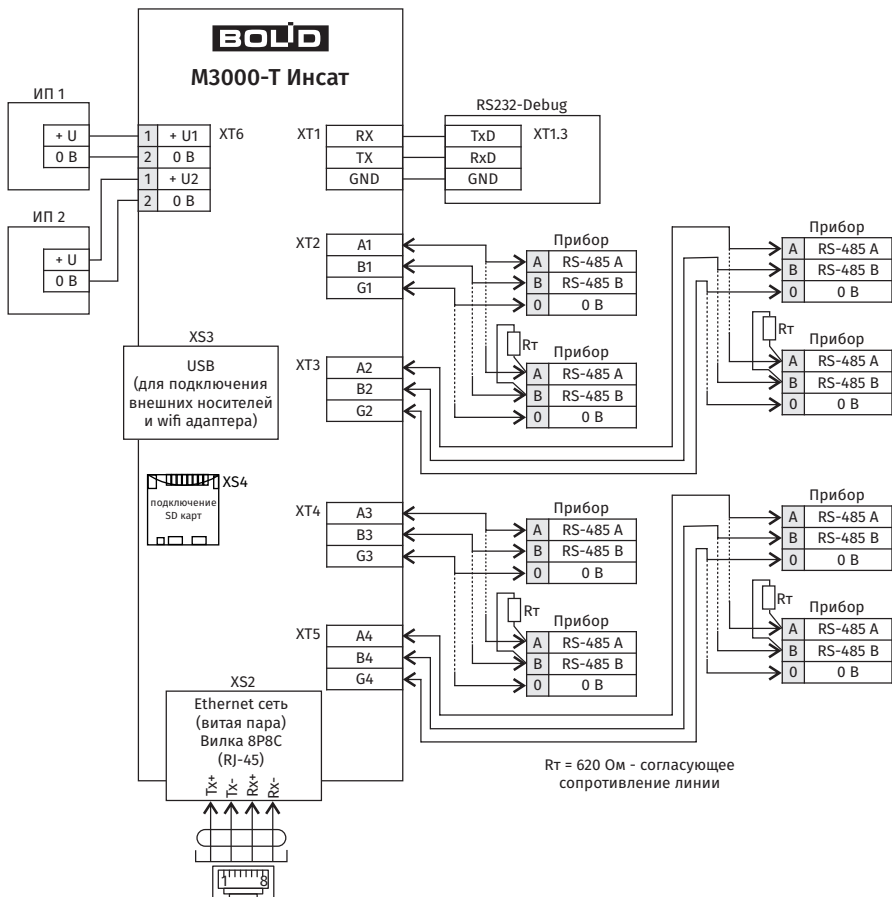 BOLID
М3000-Т Инсат
ИП 1
+ U
0 В
1 + U1
2 0 В
1 + U2
2 0 В
XT6
ИП 2
+ U
0 В
XT1
RX
TX
GND
RS232-Debug
TxD
RxD
GND
XT1.3
XT2
A1
B1
G1
Прибор
A RS-485 A
B RS-485 B
0 0 В
Прибор
A RS-485 A
B RS-485 B
0 0 В
Rт
Прибор
A RS-485 A
B RS-485 B
0 0 В
Rт
Прибор
A RS-485 A
B RS-485 B
0 0 В
XS3
USB
(для подключения
внешних носителей
и wifi адаптера)
XT3
A2
B2
G2
XS4
подключение
SD карт
XT4
A3
B3
G3
Прибор
A RS-485 A
B RS-485 B
0 0 В
Прибор
A RS-485 A
B RS-485 B
0 0 В
Rт
Прибор
A RS-485 A
B RS-485 B
0 0 В
Rт
Прибор
A RS-485 A
B RS-485 B
0 0 В
XT5
A4
B4
G4
XS2
Ethernet сеть
(витая пара)
Вилка 8P8C
(RJ-45)
Tx+
Tx-
Rx+
Rx-
1 8
Rт = 620 Ом - согласующее
сопротивление линии